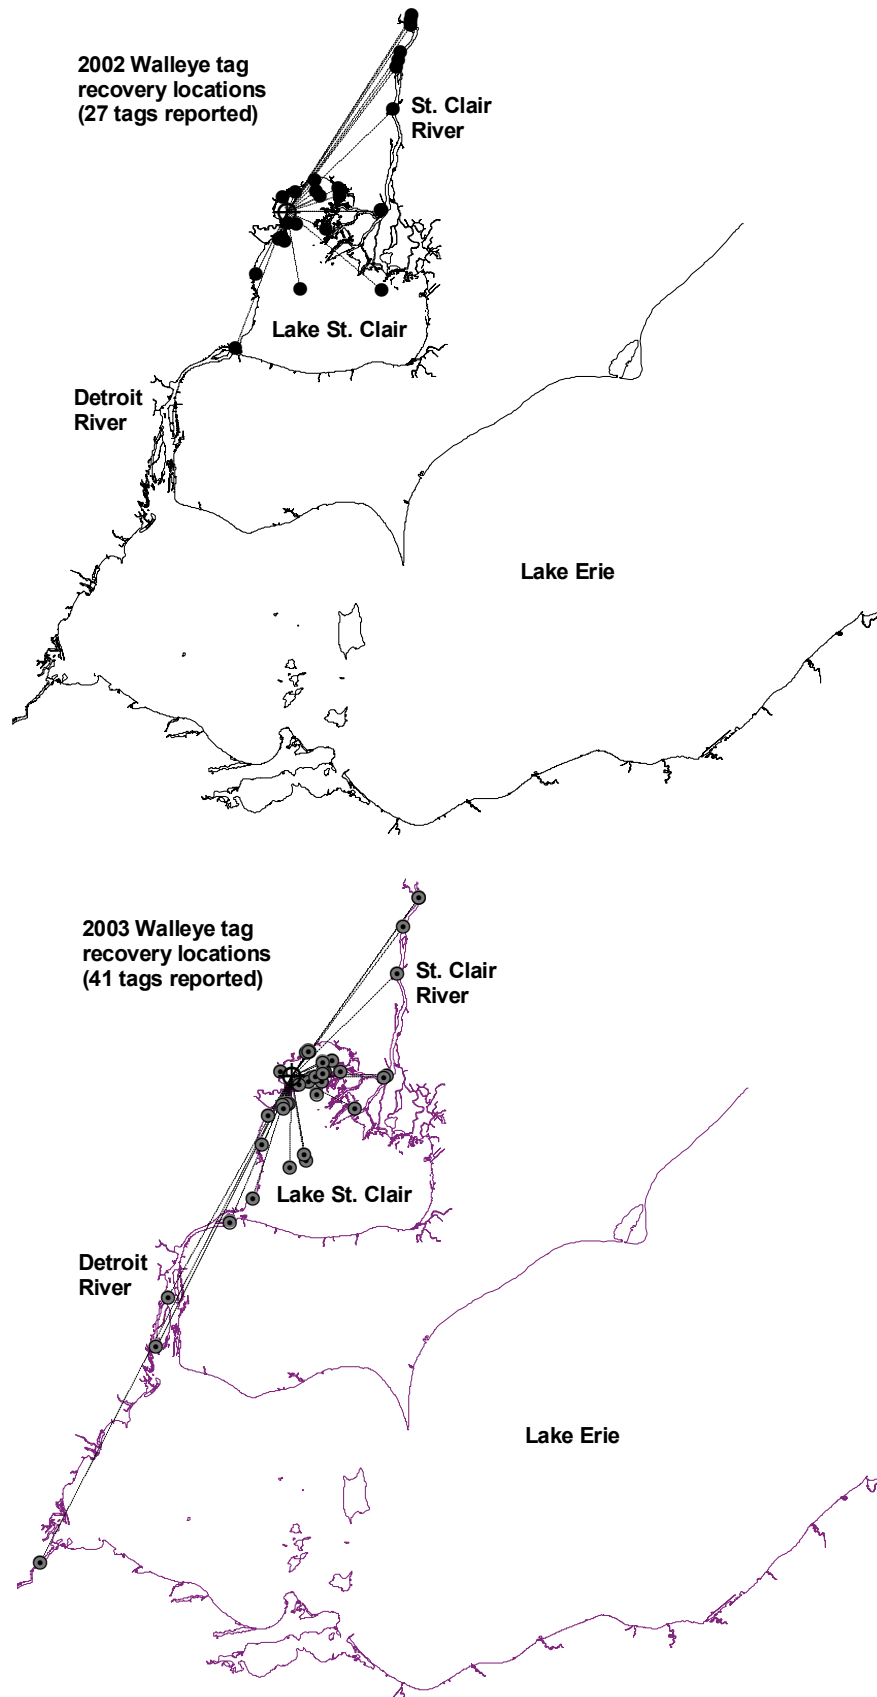 2002 Walleye tag
recovery locations
(27 tags reported)
St. Clair
River
Lake St. Clair
Detroit
River
Lake Erie
2003 Walleye tag
recovery locations
(41 tags reported)
St. Clair
River
Lake St. Clair
Detroit
River
Lake Erie